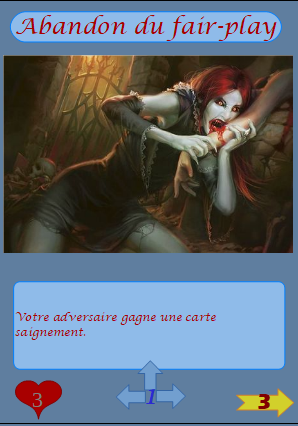 Abandon du fair-play
Votre adversaire gagne une carte
saignement.
3
1
3